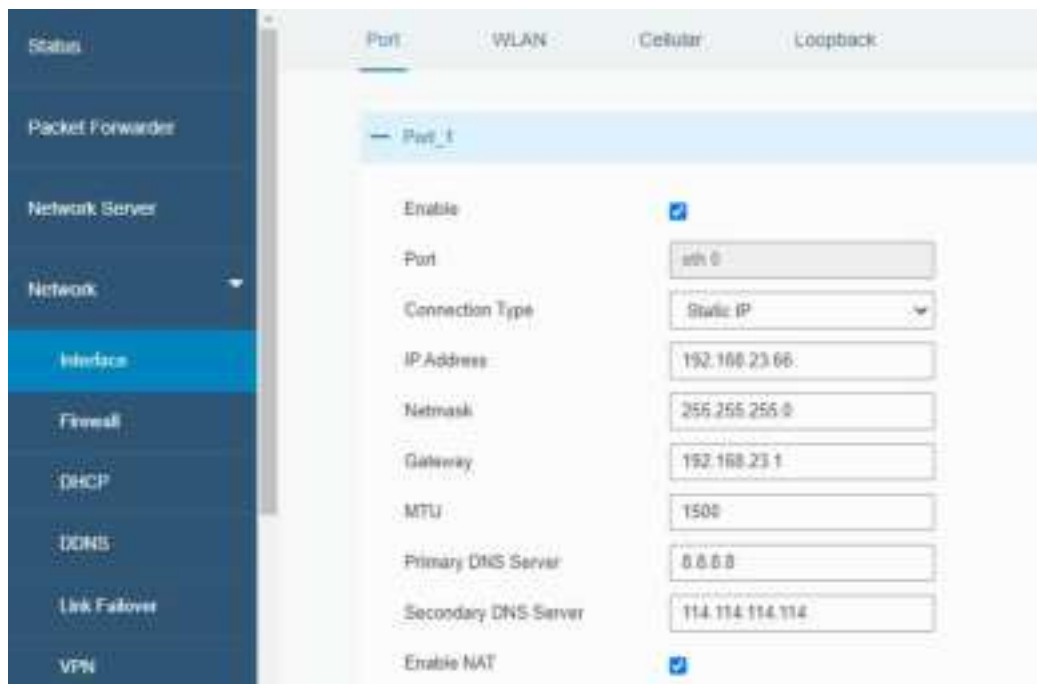 Status
Packet Forwarder
Network Server
Network
Interface
Firewall
DHCP
DDNS
Link Failover
VPN
Port WLAN Cellular Loopback
Port_1
Enable
Port eth 0
Connection Type Static IP
IP Address 192.168.23.66
Netmask 255.255.255.0
Gateway 192.168.23.1
MTU 1500
Primary DNS Server 8.8.8.8
Secondary DNS Server 114.114.114.114
Enable NAT